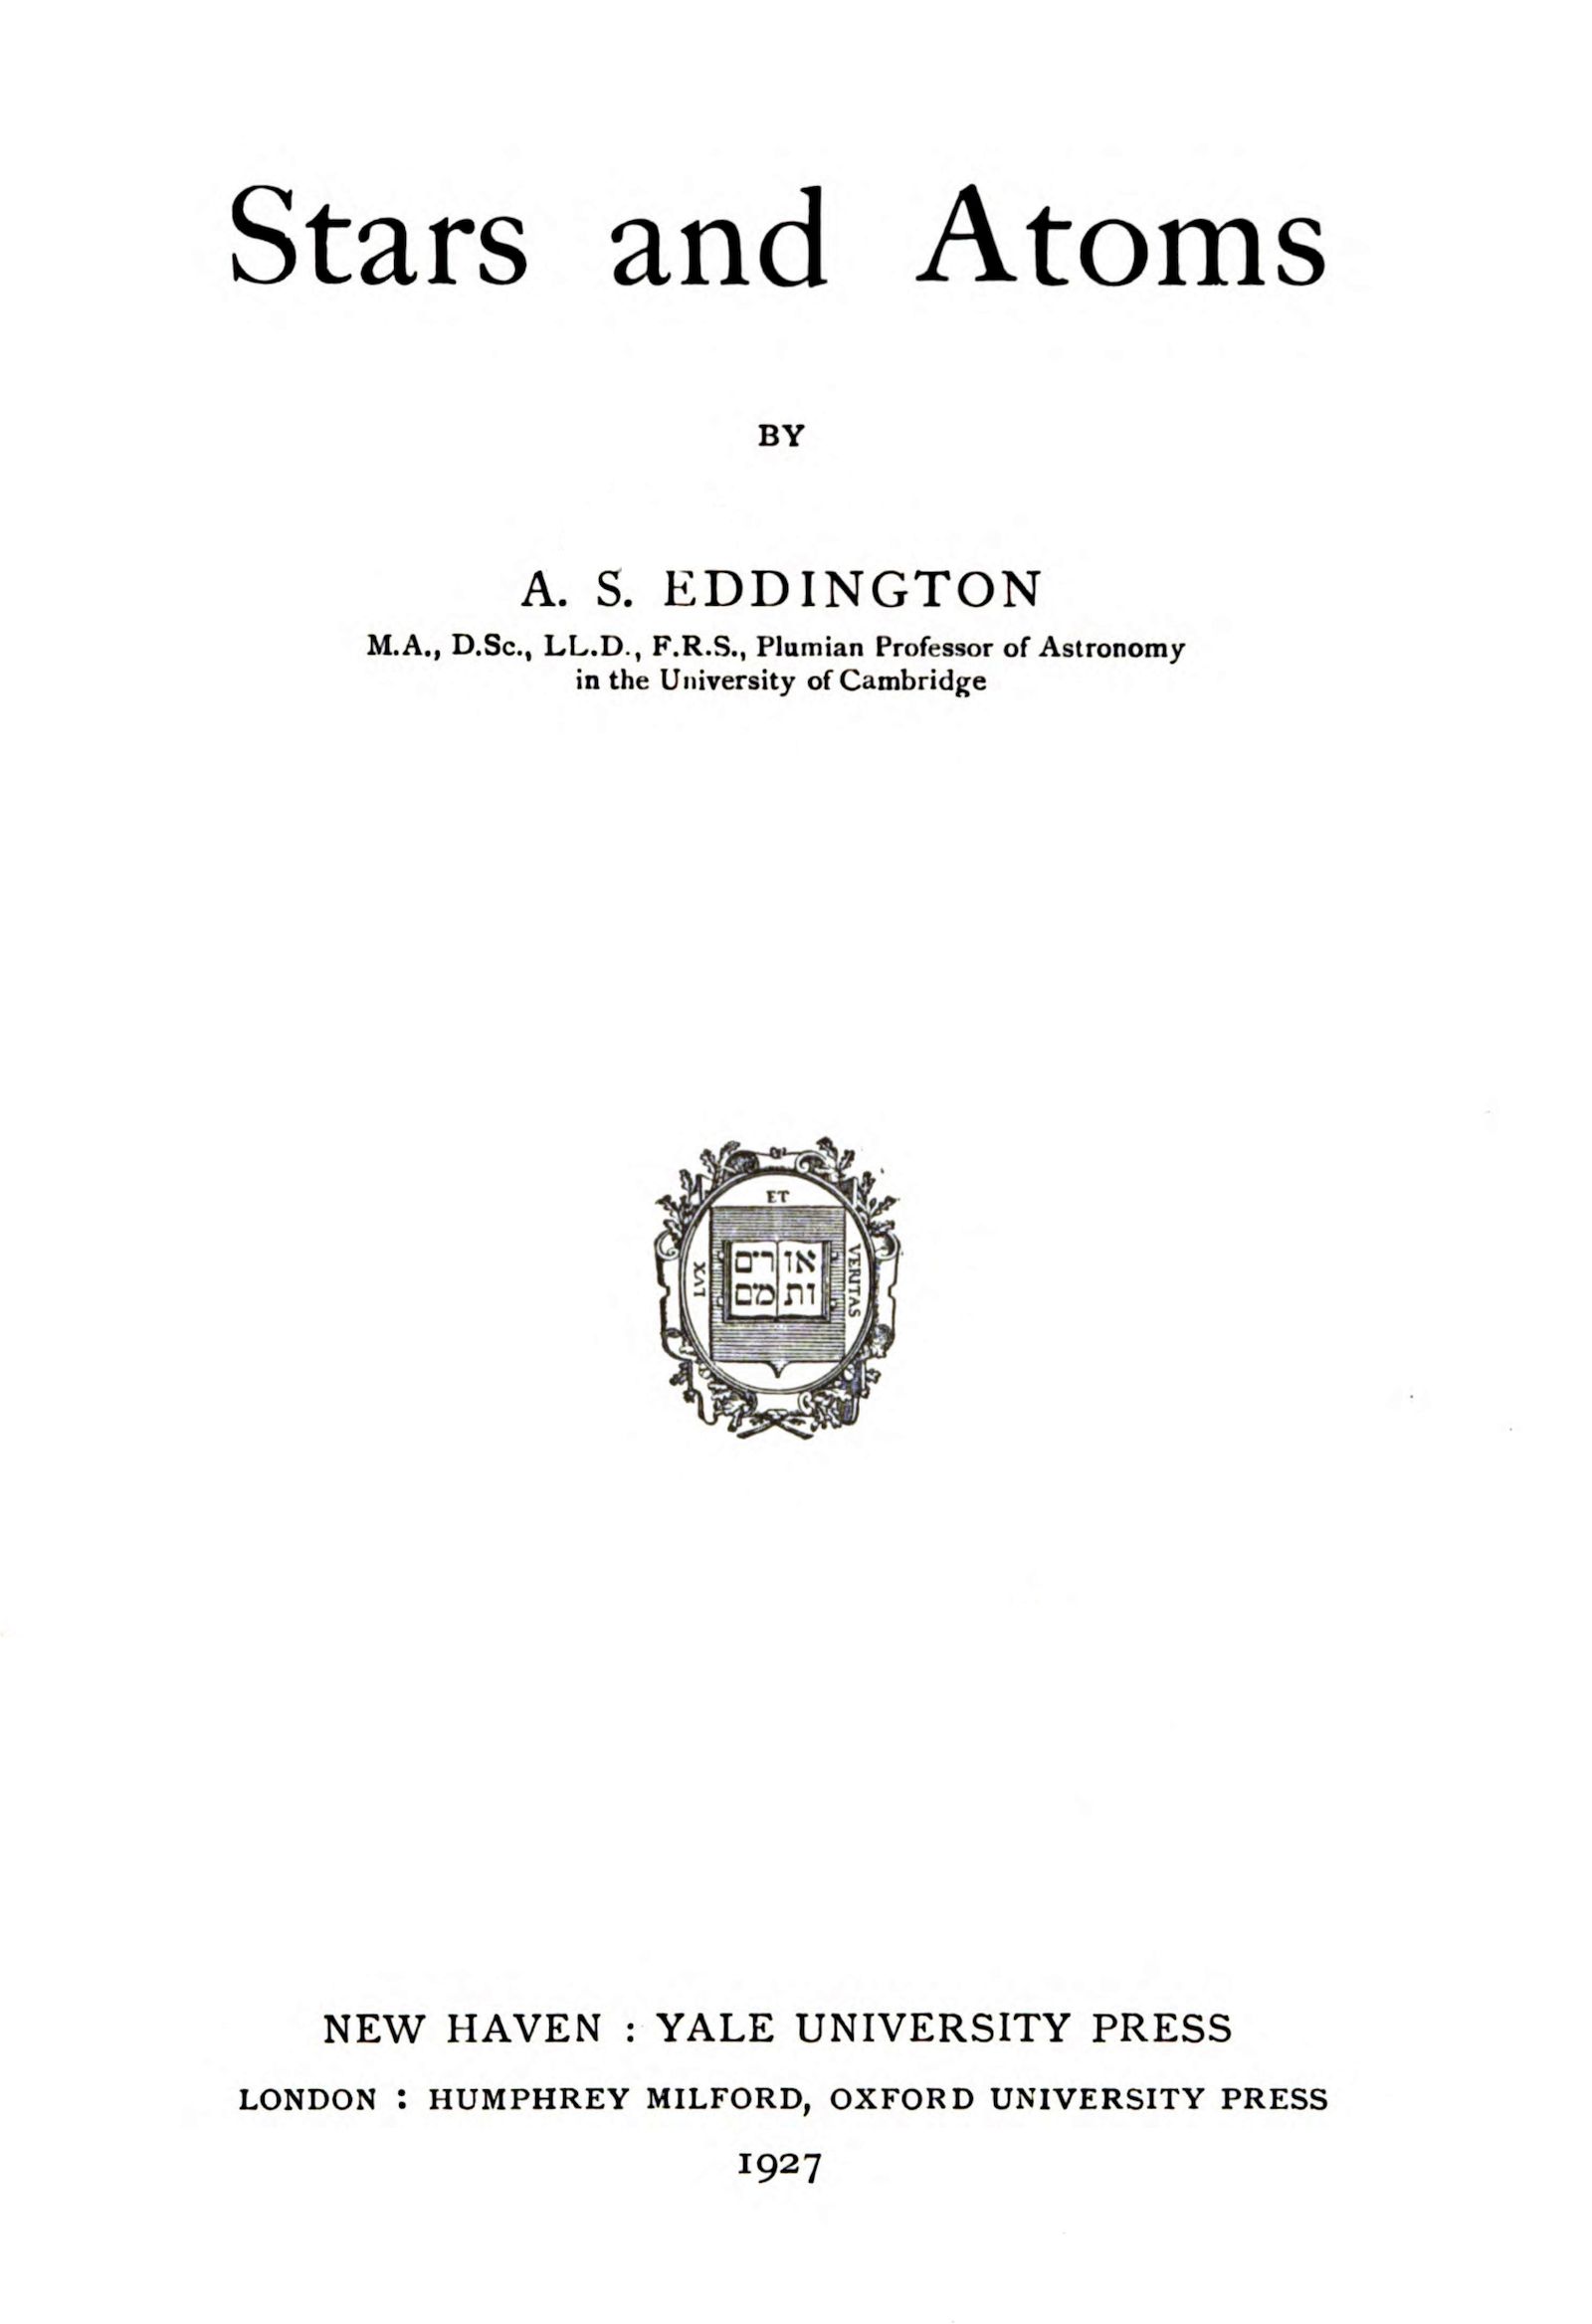 Stars and Atoms
BY
A. S. EDDINGTON
M.A., D.Sc., LL.D., F.R.S., Plumian Professor of Astronomy
in the University of Cambridge
ET
LVX
VERITAS
אורים
ותמים
NEW HAVEN : YALE UNIVERSITY PRESS
LONDON : HUMPHREY MILFORD, OXFORD UNIVERSITY PRESS
1927